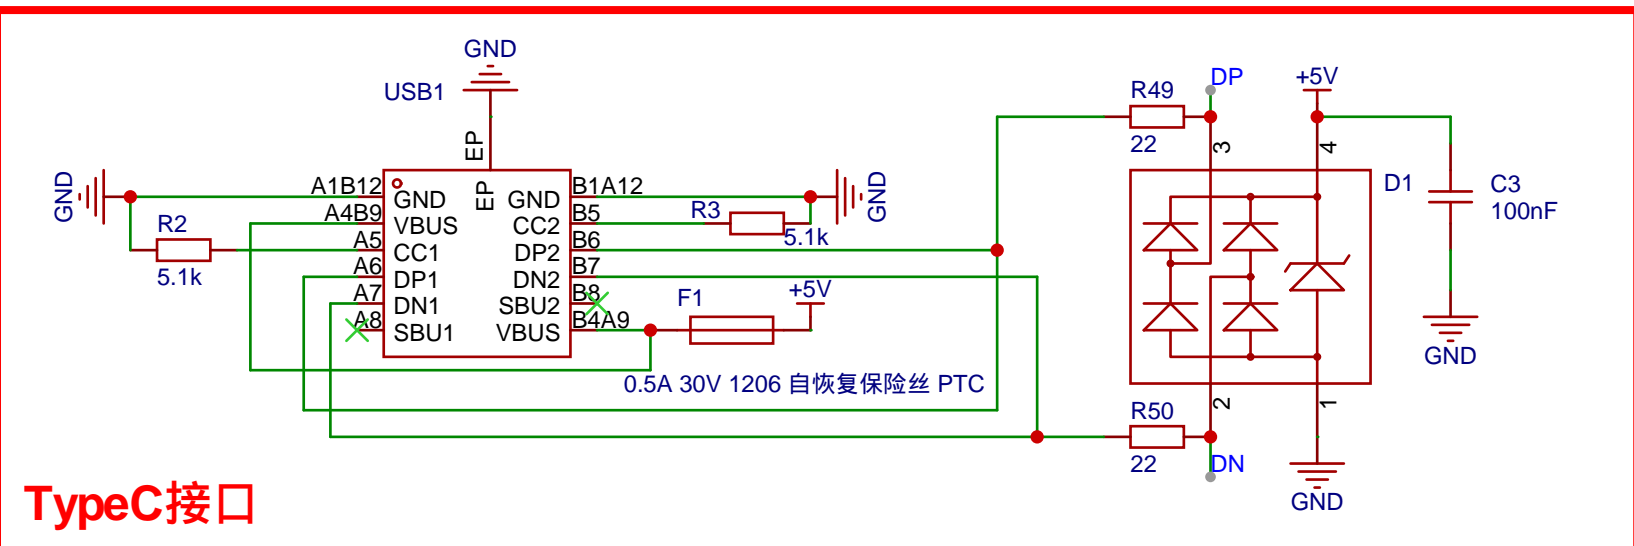 GND
USB1
EP
EP
GND
A1B12
A4B9
A5
A6
A7
A8
GND
VBUS
CC1
DP1
DN1
SBU1
GND
CC2
DP2
DN2
SBU2
VBUS
B1A12
B5
B6
B7
B8
B4A9
R2
5.1k
R3
5.1k
GND
F1
+5V
0.5A 30V 1206 自恢复保险丝 PTC
R49
22
DP
3
+5V
4
D1
C3
100nF
GND
R50
22
2
DN
1
GND
TypeC接口